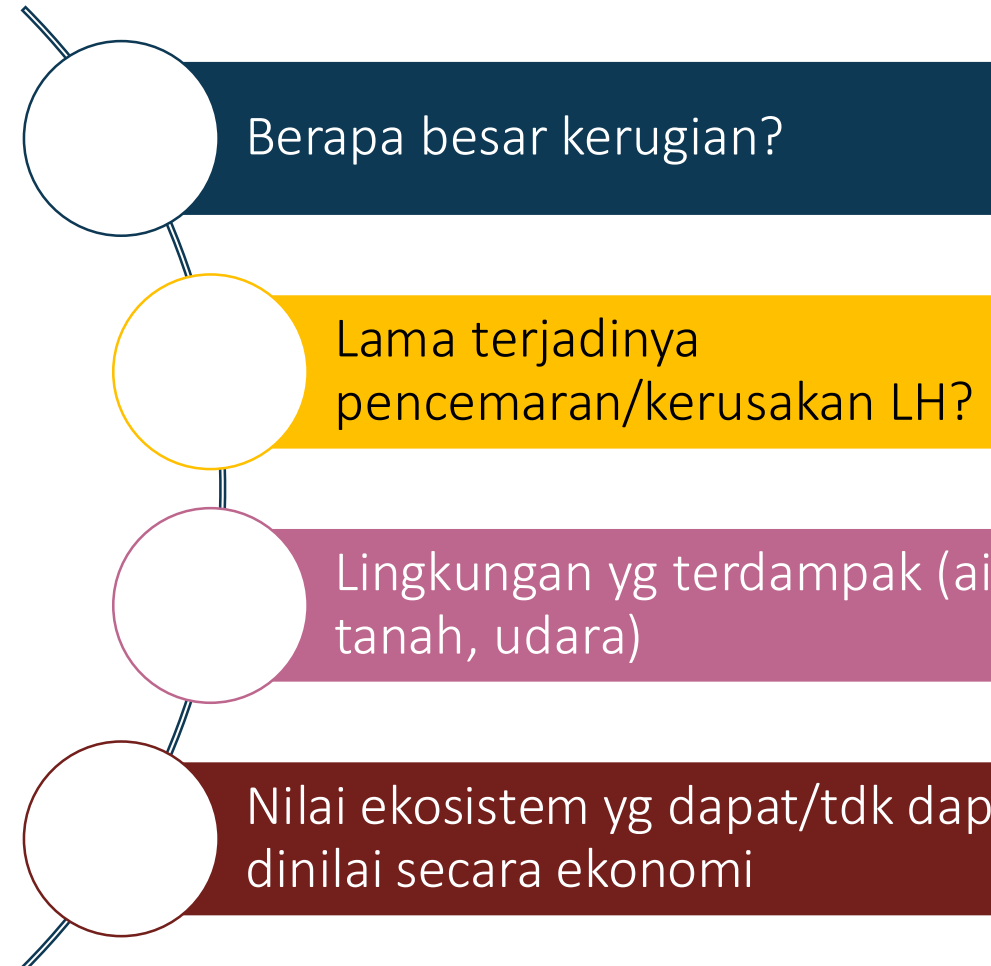 Berapa besar kerugian?
Lama terjadinya
pencemaran/kerusakan LH?
Lingkungan yg terdampak (
tanah, udara)
Nilai ekosistem yg dapat/tdk
dinilai secara ekonomi